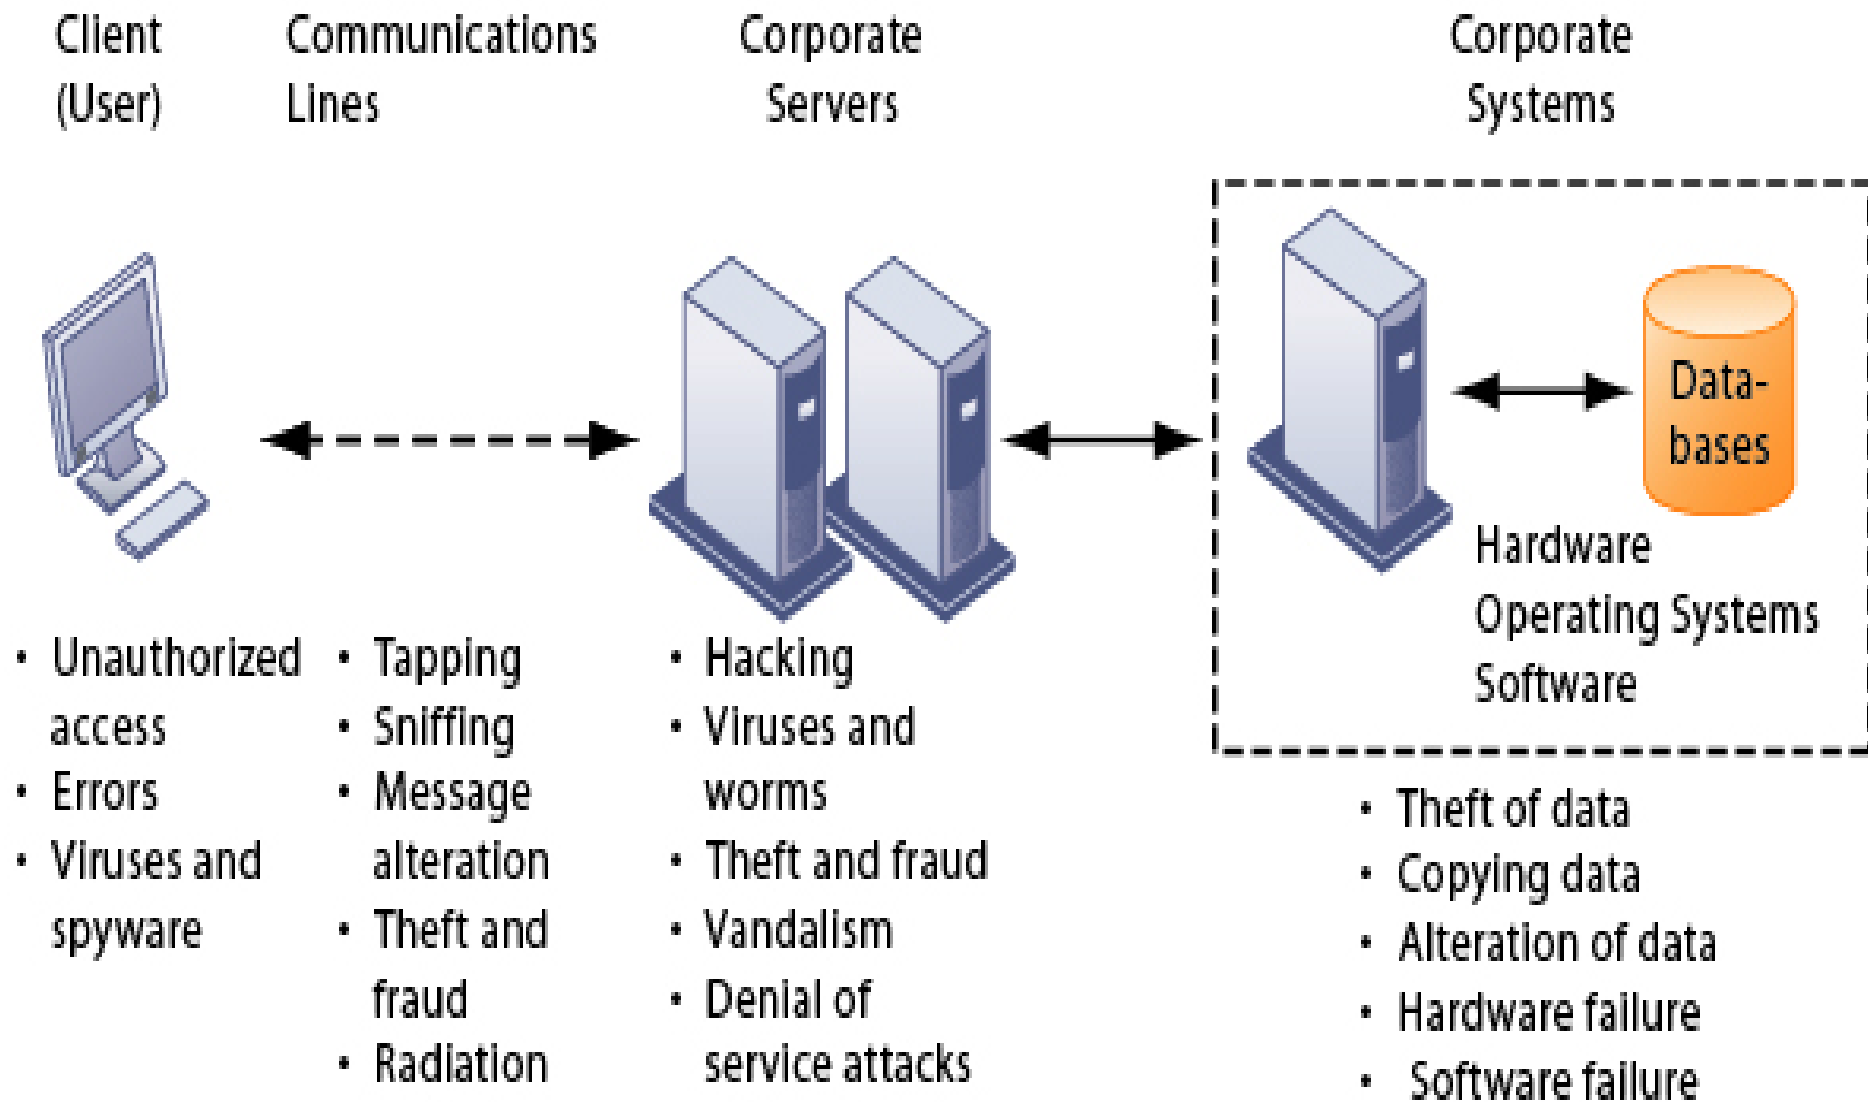 Client
(User)
Communications
Lines
Corporate
Servers
Corporate
Systems
Data-
bases
Hardware
Operating Systems
Software
• Unauthorized
access
• Errors
• Viruses and
spyware
• Tapping
• Sniffing
• Message
alteration
• Theft and
fraud
• Radiation
• Hacking
• Viruses and
worms
• Theft and fraud
• Vandalism
• Denial of
service attacks
• Theft of data
• Copying data
• Alteration of data
• Hardware failure
• Software failure